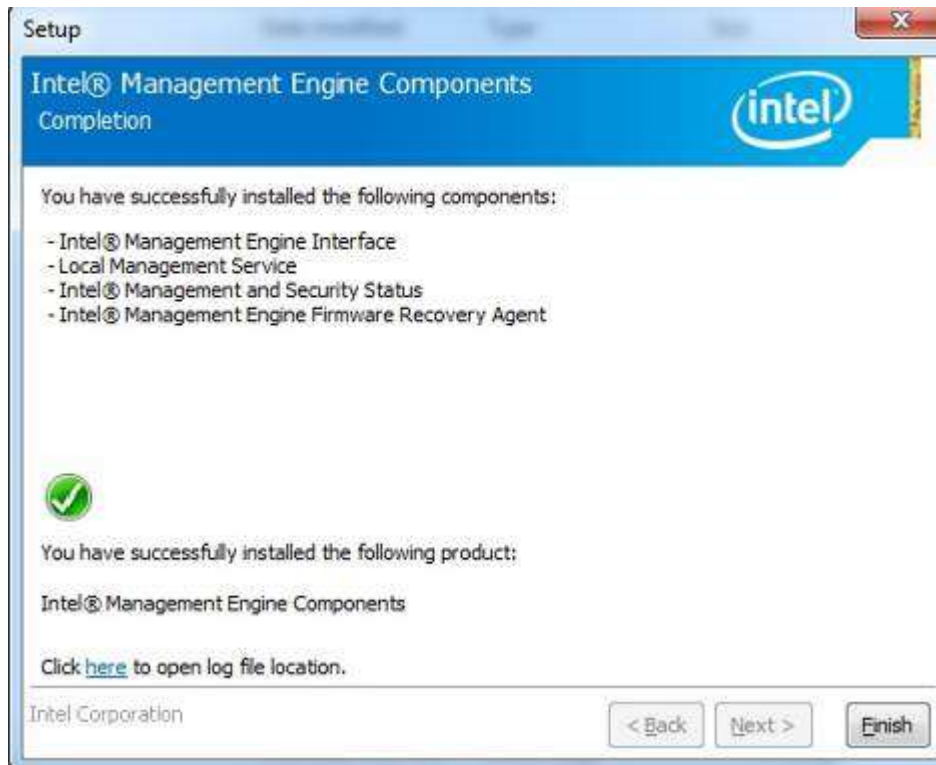 Setup
Intel® Management Engine Components
Completion
intel
You have successfully installed the following components:
- Intel® Management Engine Interface
- Local Management Service
- Intel® Management and Security Status
- Intel® Management Engine Firmware Recovery Agent
You have successfully installed the following product:
Intel® Management Engine Components
Click here to open log file location.
Intel Corporation
< Back
Next >
Finish